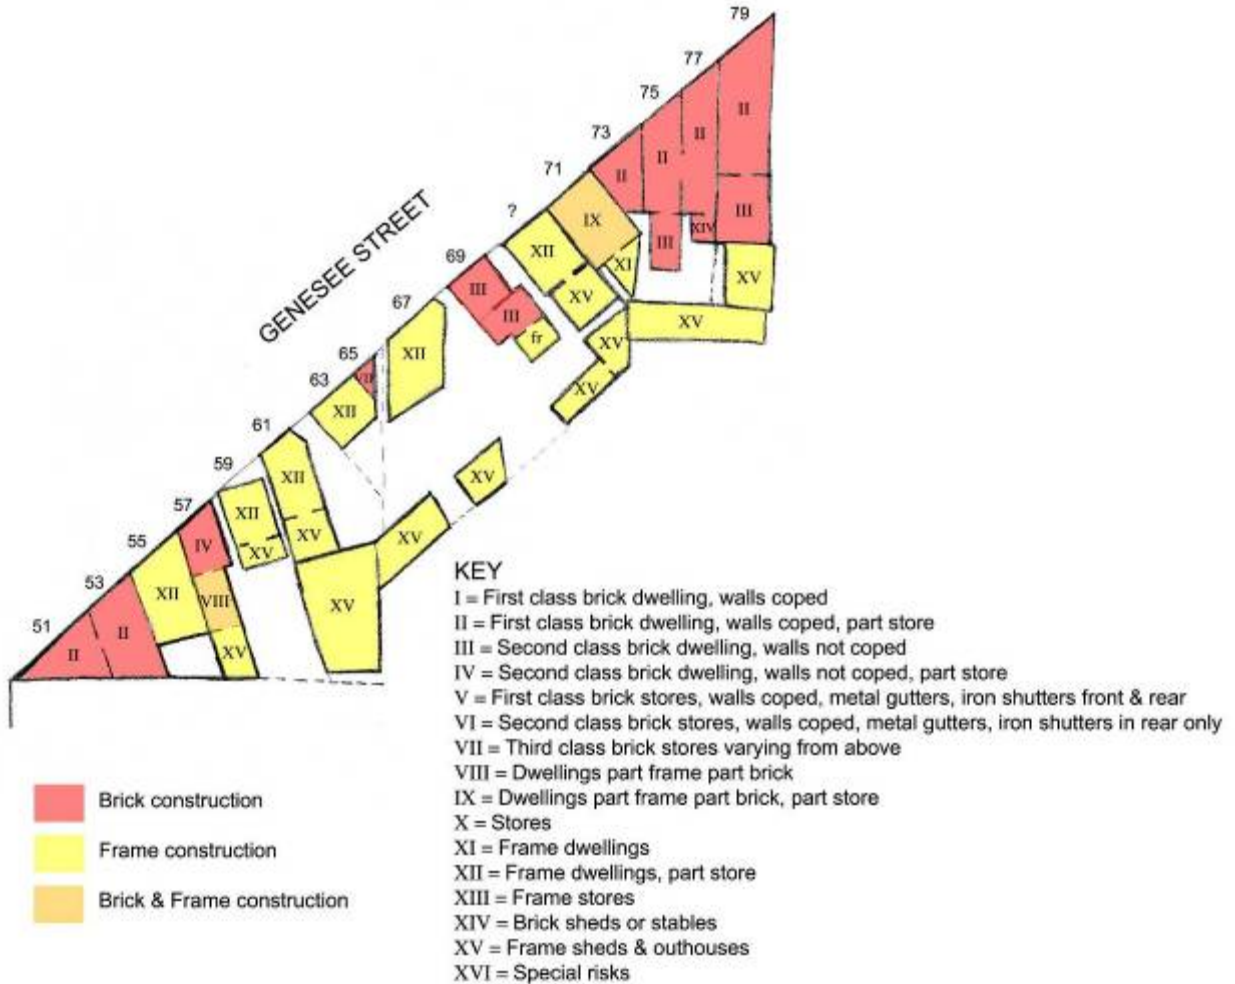 79
77
75
73
71
?
69
67
65
63
61
59
57
55
53
51
GENESEE STREET
II
II
II
II
III
III
XIV
IX
XI
XV
XV
XII
XV
XV
XV
III
III
fr
XII
VII
XII
XII
XV
XII
XV
XV
XV
XV
IV
VIII
XV
XII
II
II
KEY
I = First class brick dwelling, walls coped
II = First class brick dwelling, walls coped, part store
III = Second class brick dwelling, walls not coped
IV = Second class brick dwelling, walls not coped, part store
V = First class brick stores, walls coped, metal gutters, iron shutters front & rear
VI = Second class brick stores, walls coped, metal gutters, iron shutters in rear only
VII = Third class brick stores varying from above
VIII = Dwellings part frame part brick
IX = Dwellings part frame part brick, part store
X = Stores
XI = Frame dwellings
XII = Frame dwellings, part store
XIII = Frame stores
XIV = Brick sheds or stables
XV = Frame sheds & outhouses
XVI = Special risks
Brick construction
Frame construction
Brick & Frame construction